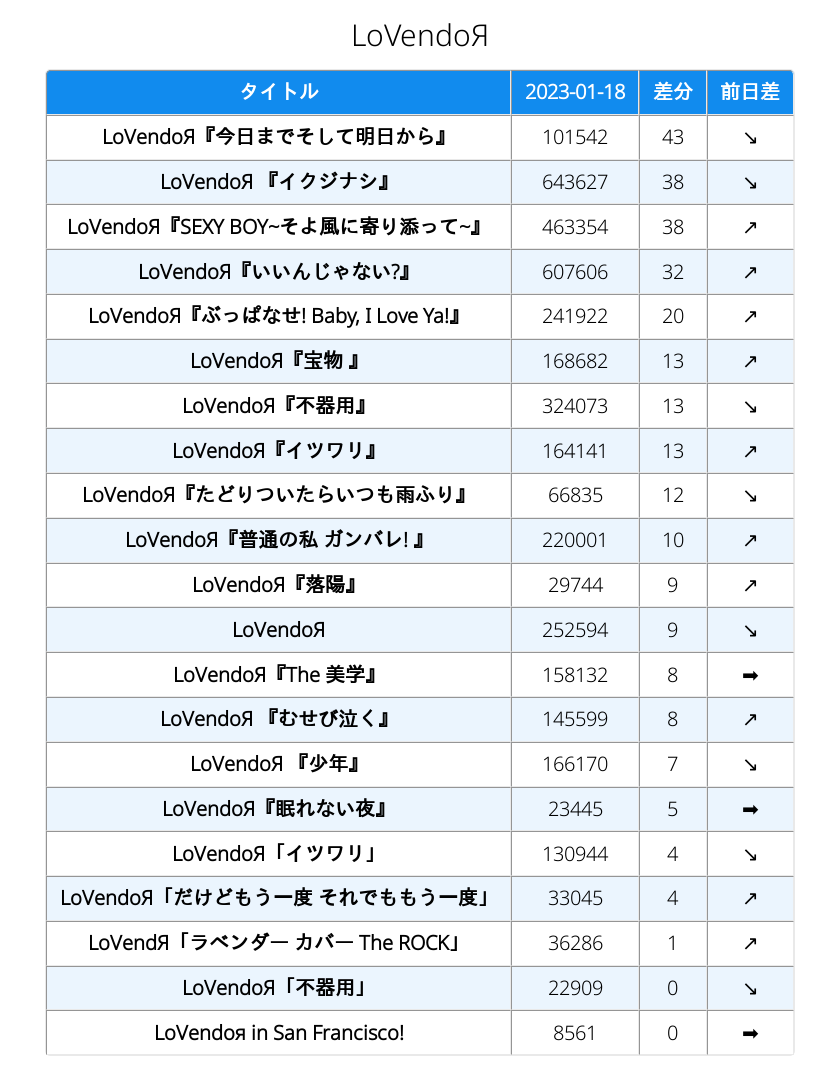 LoVendoЯ
タイトル 2023-01-18 差分 前日差
LoVendoЯ『今日までそして明日から』 101542 43 ↘
LoVendoЯ 『イクジナシ』 643627 38 ↘
LoVendoЯ『SEXY BOY~そよ風に寄り添って~』 463354 38 ↗
LoVendoЯ『いいんじゃない?』 607606 32 ↗
LoVendoЯ『ぶっぱなせ! Baby, I Love Ya!』 241922 20 ↗
LoVendoЯ『宝物 』 168682 13 ↗
LoVendoЯ『不器用』 324073 13 ↘
LoVendoЯ『イツワリ』 164141 13 ↗
LoVendoЯ『たどりついたらいつも雨ふり』 66835 12 ↘
LoVendoЯ『普通の私 ガンバレ! 』 220001 10 ↗
LoVendoЯ『落陽』 29744 9 ↗
LoVendoЯ 252594 9 ↘
LoVendoЯ『The 美学』 158132 8 ➡
LoVendoЯ 『むせび泣く』 145599 8 ↗
LoVendoЯ 『少年』 166170 7 ↘
LoVendoЯ『眠れない夜』 23445 5 ➡
LoVendoЯ「イツワリ」 130944 4 ↘
LoVendoЯ「だけどもう一度 それでももう一度」 33045 4 ↗
LoVendЯ「ラベンダー カバー The ROCK」 36286 1 ↗
LoVendoЯ「不器用」 22909 0 ↘
LoVendoя in San Francisco! 8561 0 ➡